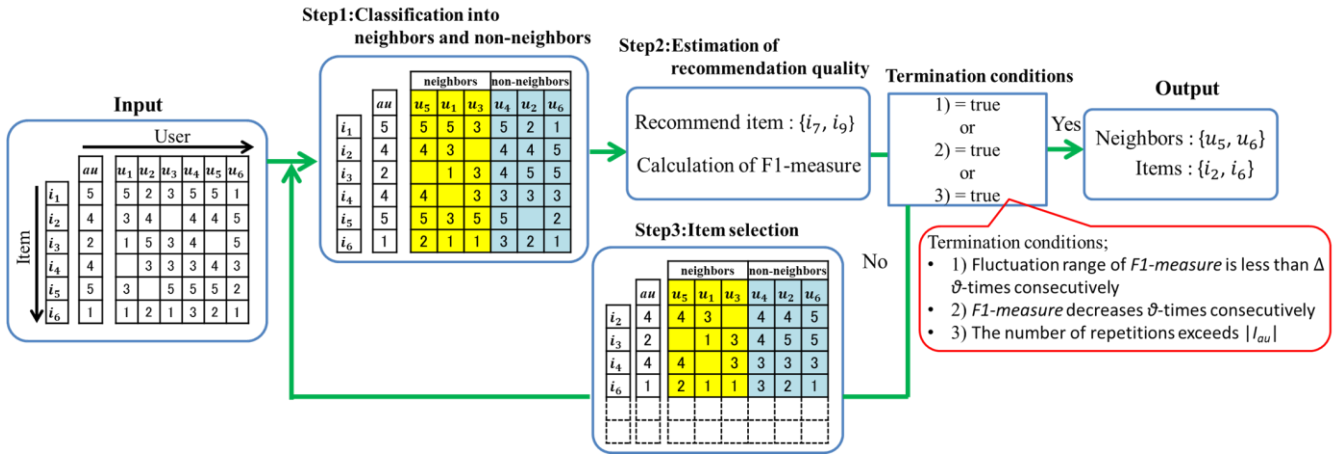 Input
User
Item
au u₁ u₂ u₃ u₄ u₅ u₆
i₁ 5 5 2 3 5 5 1
i₂ 4 3 4 4 4 5
i₃ 2 1 5 3 4 5
i₄ 4 3 3 3 4 3
i₅ 5 3 5 5 5 2
i₆ 1 1 2 1 3 2 1
Step1:Classification into
neighbors and non-neighbors
neighbors non-neighbors
au u₅ u₁ u₃ u₄ u₂ u₆
i₁ 5 5 5 3 5 2 1
i₂ 4 4 3 4 4 5
i₃ 2 1 3 4 5 5
i₄ 4 4 3 3 3 3
i₅ 5 5 3 5 5 2
i₆ 1 2 1 1 3 2 1
Step2:Estimation of
recommendation quality
Recommend item : {i₇, i₉}
Calculation of F1-measure
Termination conditions
1) = true
or
2) = true
or
3) = true
Yes
No
Output
Neighbors : {u₅, u₆}
Items : {i₂, i₆}
Step3:Item selection
neighbors non-neighbors
au u₅ u₁ u₃ u₄ u₂ u₆
i₂ 4 4 3 4 4 5
i₃ 2 1 3 4 5 5
i₄ 4 4 3 3 3 3
i₆ 1 2 1 1 3 2 1
Termination conditions;
• 1) Fluctuation range of F1-measure is less than Δ
ϑ-times consecutively
• 2) F1-measure decreases ϑ-times consecutively
• 3) The number of repetitions exceeds |I_au|